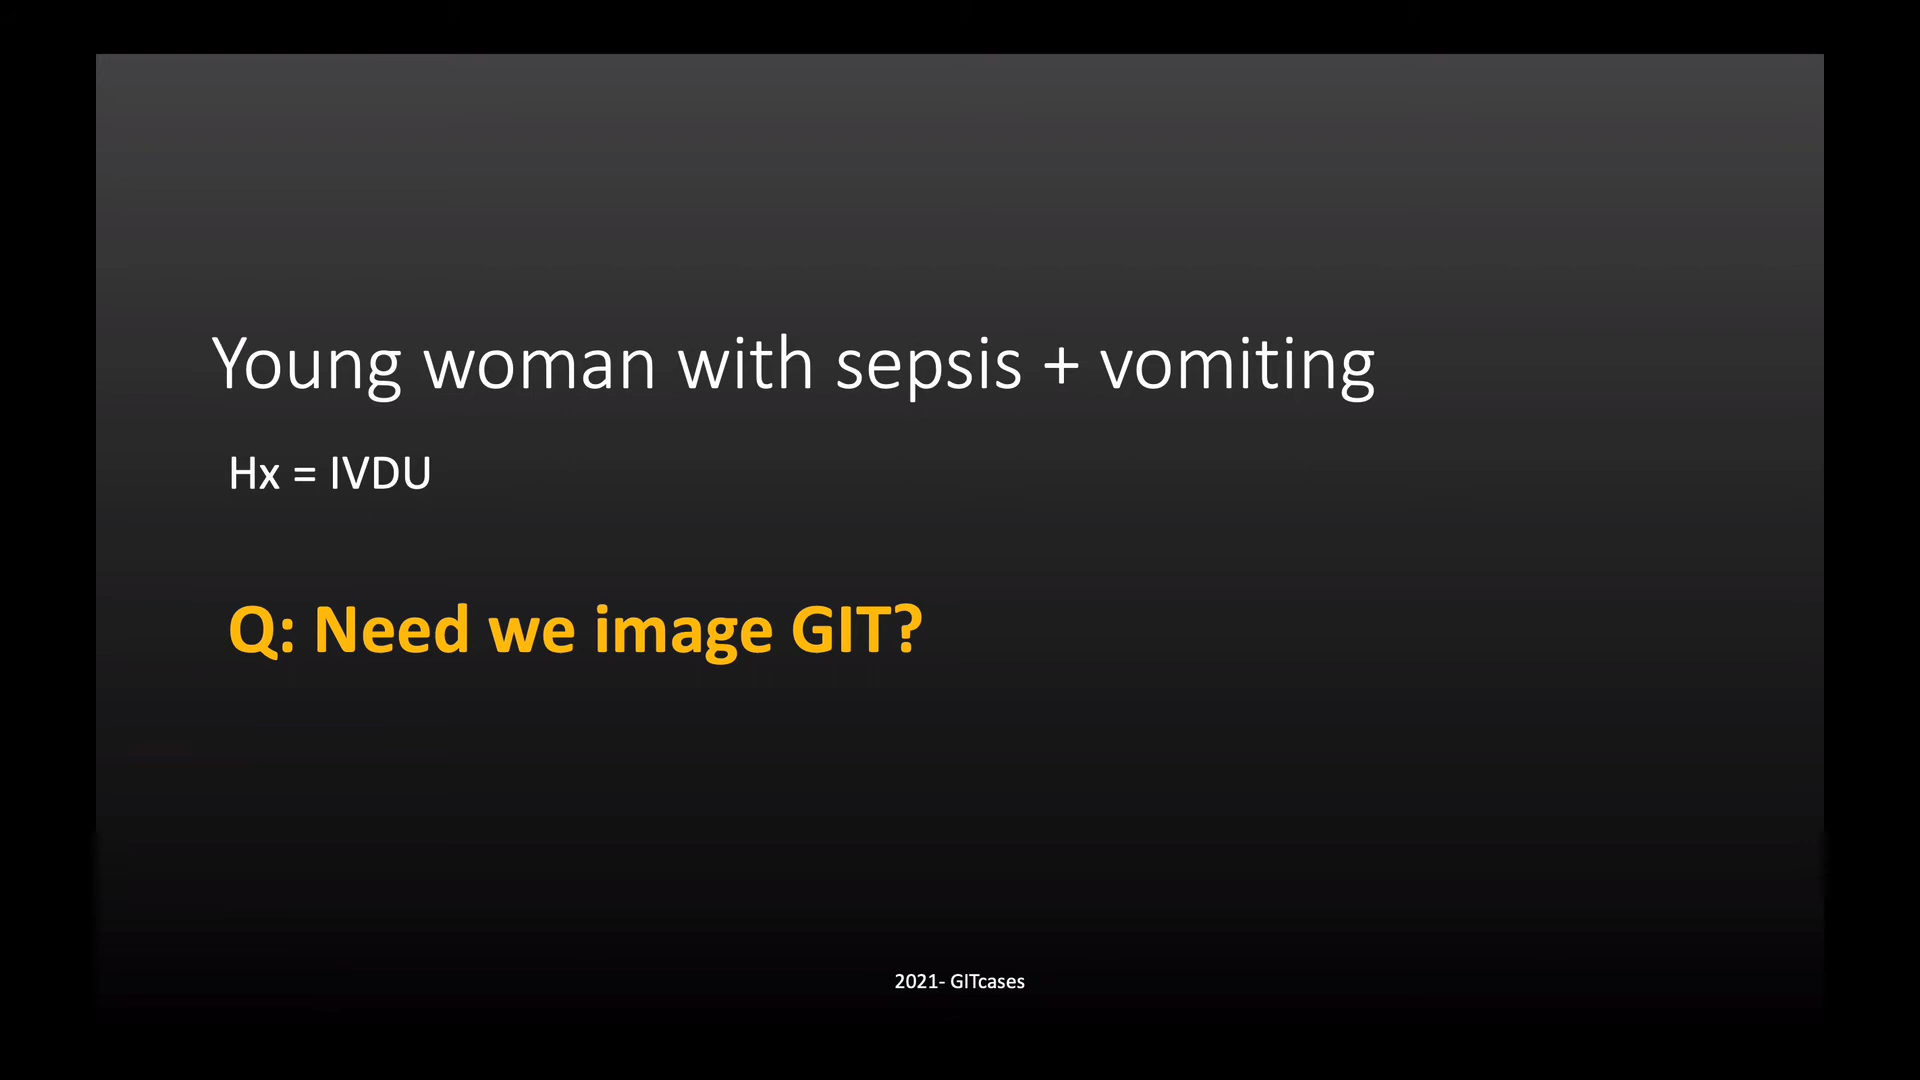 Young woman with sepsis + vomiting
Hx = IVDU
Q: Need we image GIT?
2021- GITcases